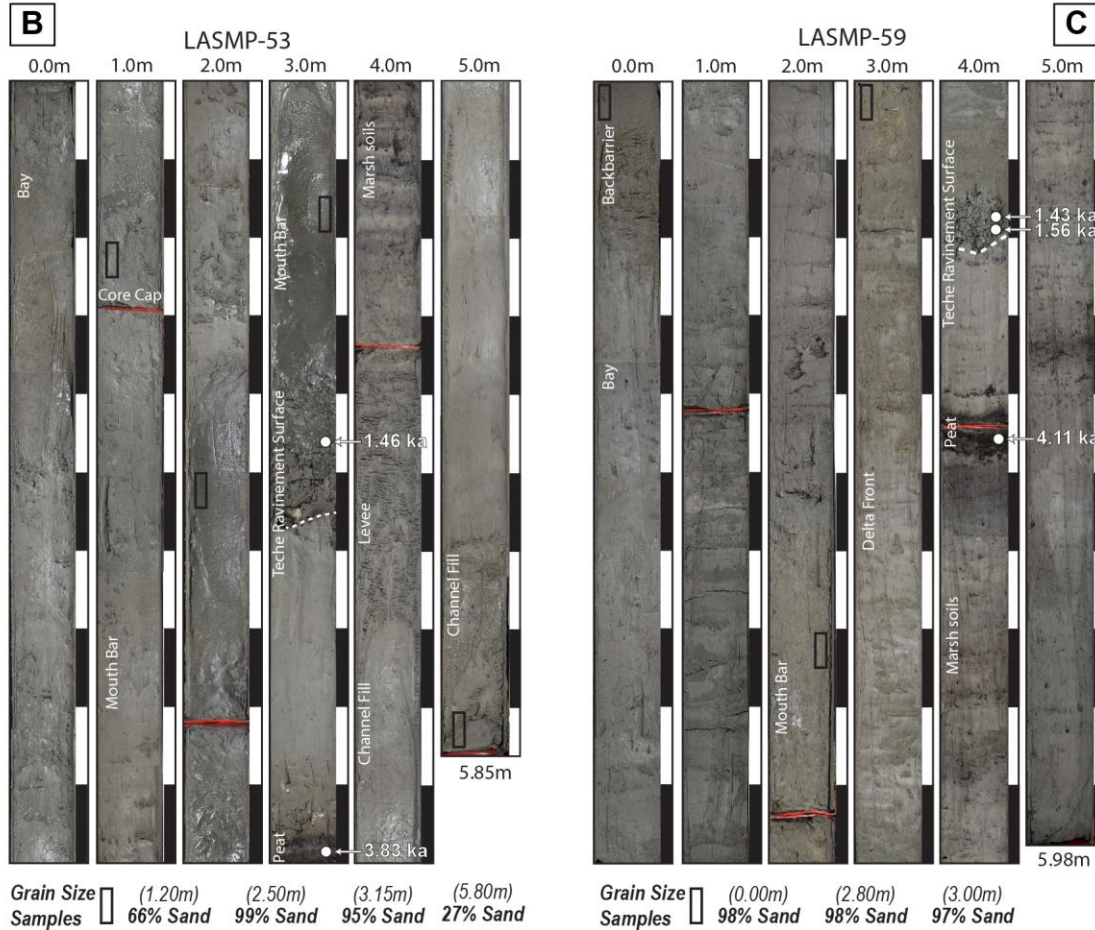 B
LASMP-53
0.0m 1.0m 2.0m 3.0m 4.0m 5.0m
Bay
Core Cap
Mouth Bar
Mouth Bar
Teche Ravinement Surface
1.46 ka
Peat
3.83 ka
Marsh soils
Levee
Channel Fill
Channel Fill
5.85m
Grain Size Samples
(1.20m) (2.50m) (3.15m) (5.80m)
66% Sand 99% Sand 95% Sand 27% Sand
C
LASMP-59
0.0m 1.0m 2.0m 3.0m 4.0m 5.0m
Backbarrier
Bay
Mouth Bar
Delta Front
Teche Ravinement Surface
1.43 ka
1.56 ka
Peat
4.11 ka
Marsh soils
5.98m
Grain Size Samples
(0.00m) (2.80m) (3.00m)
98% Sand 98% Sand 97% Sand